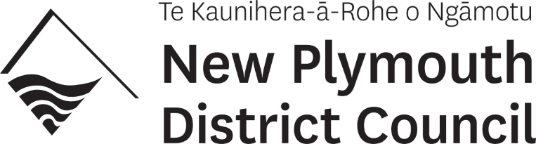 Te Kaunihera-ā-Rohe o Ngāmotu
New Plymouth
District Council